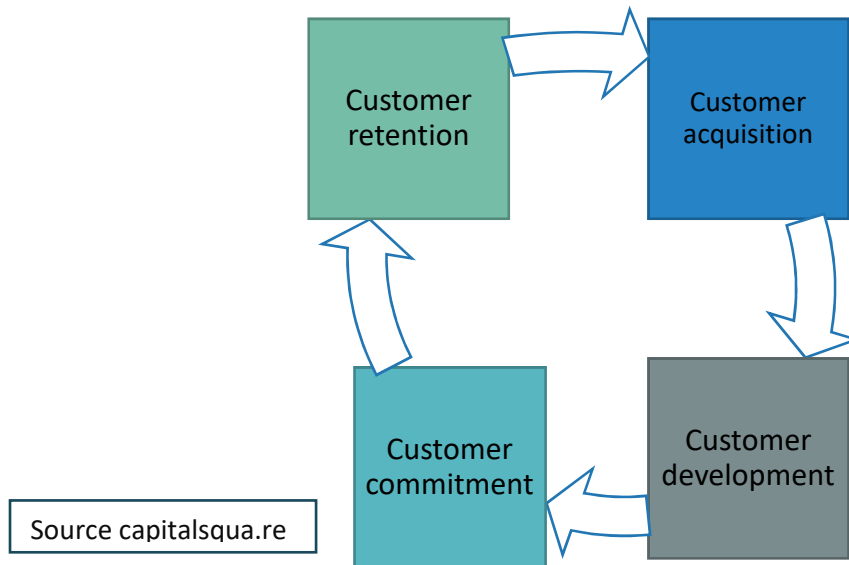 Customer
retention
Customer
acquisition
Customer
commitment
Customer
development
Source capitalsqua.re